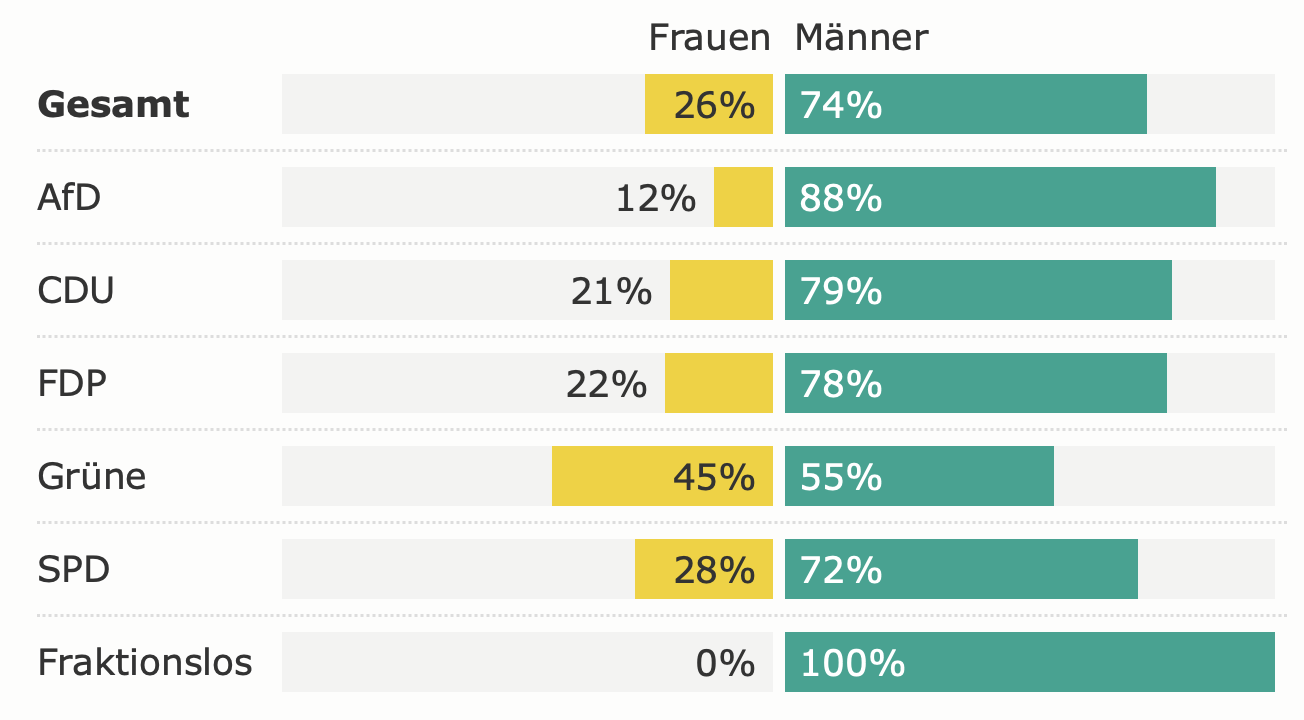 Frauen Männer
Gesamt 26% 74%
AfD 12% 88%
CDU 21% 79%
FDP 22% 78%
Grüne 45% 55%
SPD 28% 72%
Fraktionslos 0% 100%